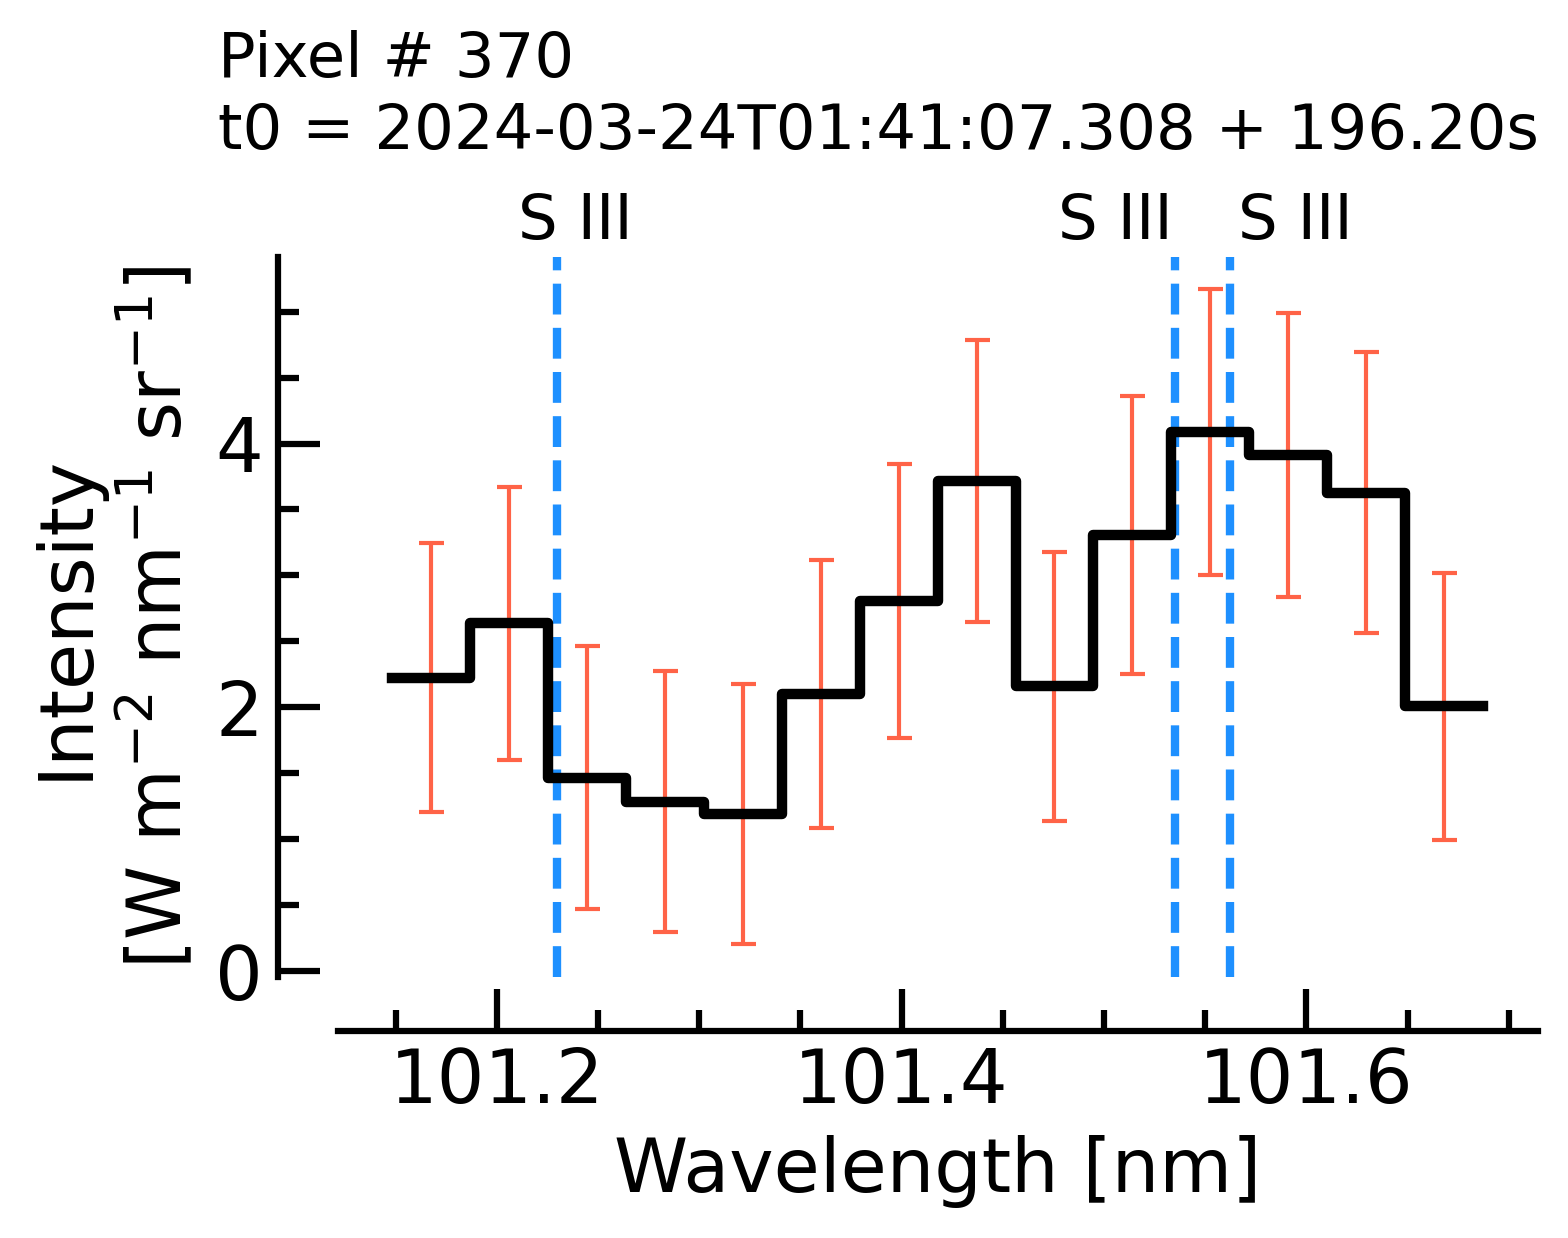 Pixel # 370
t0 = 2024-03-24T01:41:07.308 + 196.20s
S III S III S III
Intensity
[W m⁻² nm⁻¹ sr⁻¹]
4
2
0
101.2 101.4 101.6
Wavelength [nm]